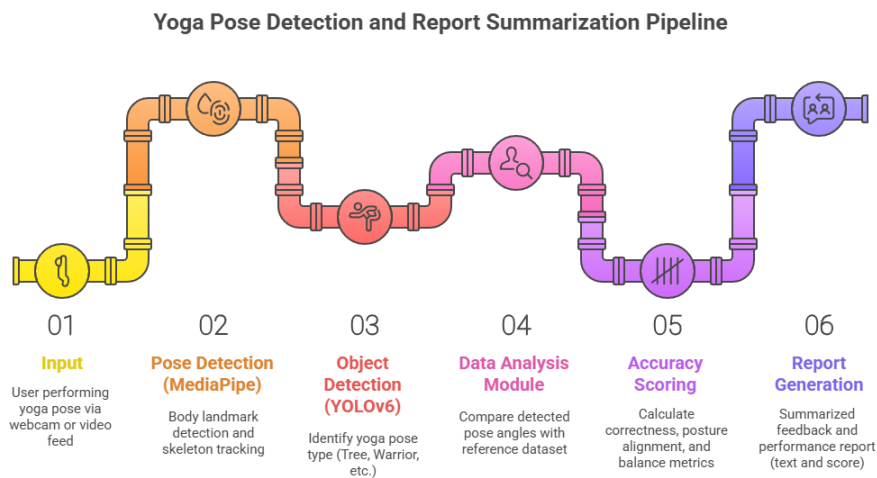 Yoga Pose Detection and Report Summarization Pipeline
01
Input
User performing
yoga pose via
webcam or video
feed
02
Pose Detection
(MediaPipe)
Body landmark
detection and
skeleton tracking
03
Object
Detection
(YOLOv6)
Identify yoga pose
type (Tree, Warrior,
etc.)
04
Data Analysis
Module
Compare detected
pose angles with
reference dataset
05
Accuracy
Scoring
Calculate
correctness, posture
alignment, and
balance metrics
06
Report
Generation
Summarized
feedback and
performance report
(text and score)